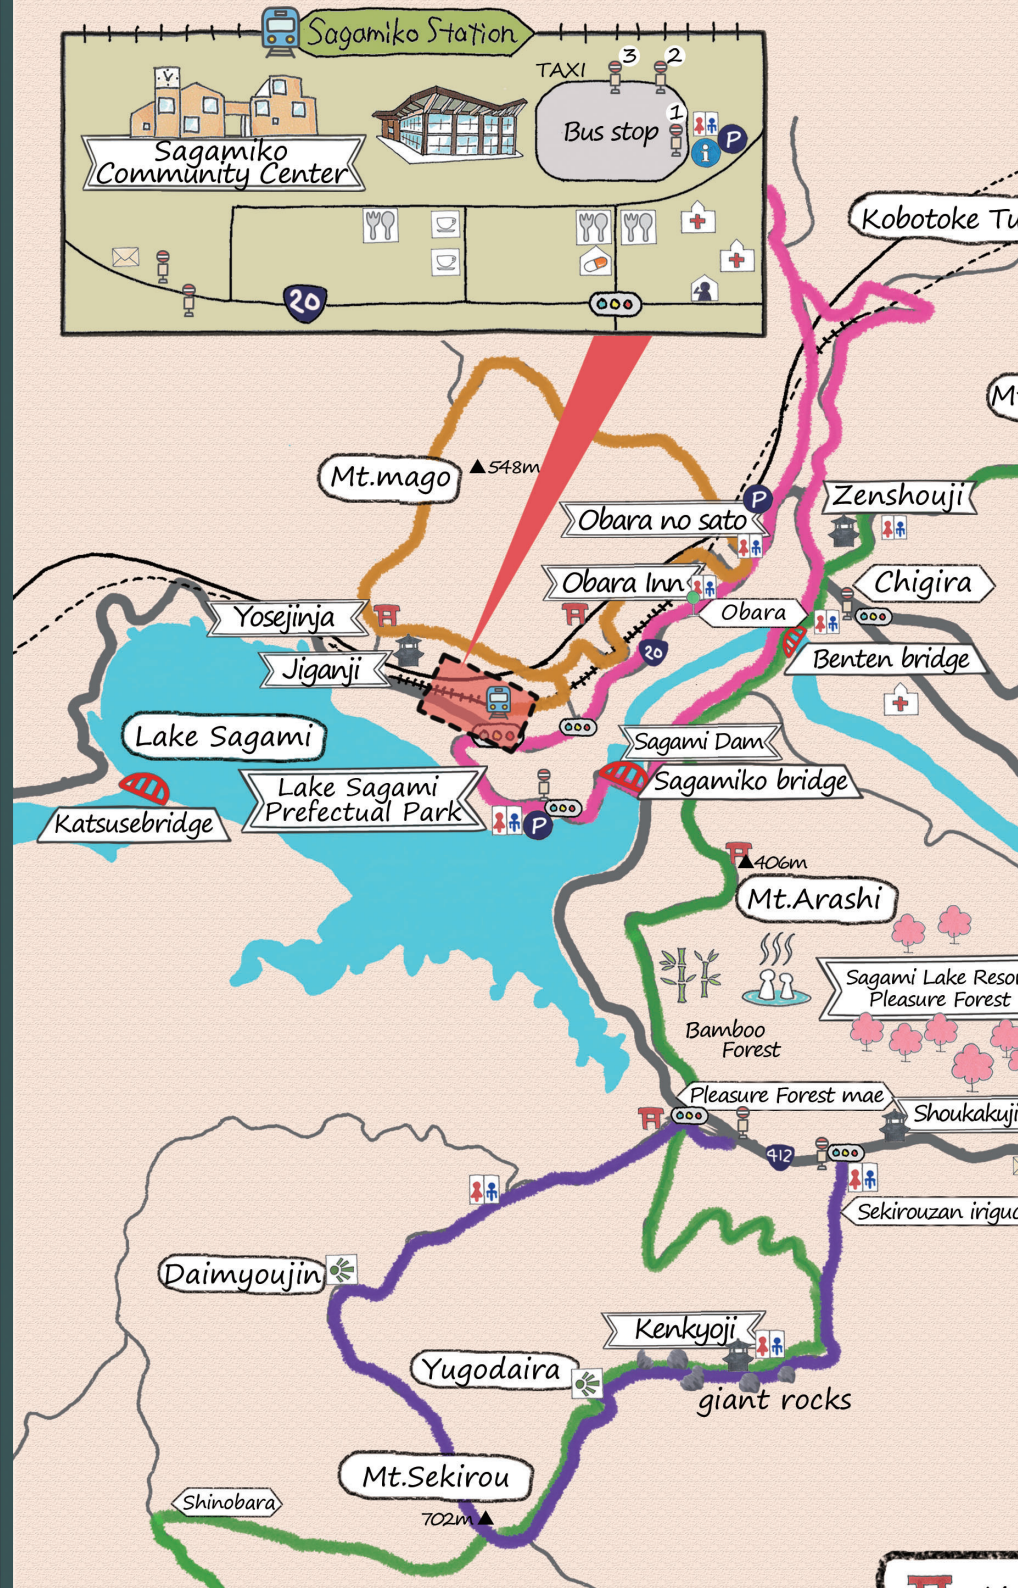 Sagamiko Station
TAXI
3
2
1
Bus stop
P
i
Sagamiko
Community Center
20
Kobotoke Tu
Mt
Mt.mago
548m
P
Zenshouji
Obara no sato
Obara Inn
Chigira
Yosejinja
Obara
20
Jiganji
Benten bridge
Lake Sagami
Sagami Dam
Sagamiko bridge
Lake Sagami
Prefectual Park
P
Katsusebridge
406m
Mt.Arashi
Sagami Lake Resor
Pleasure Forest
Bamboo
Forest
Pleasure Forest mae
Shoukakuji
412
Sekirouzan iriguc
Daimyoujin
Kenkyoji
Yugodaira
giant rocks
Mt.Sekirou
Shinobara
702m